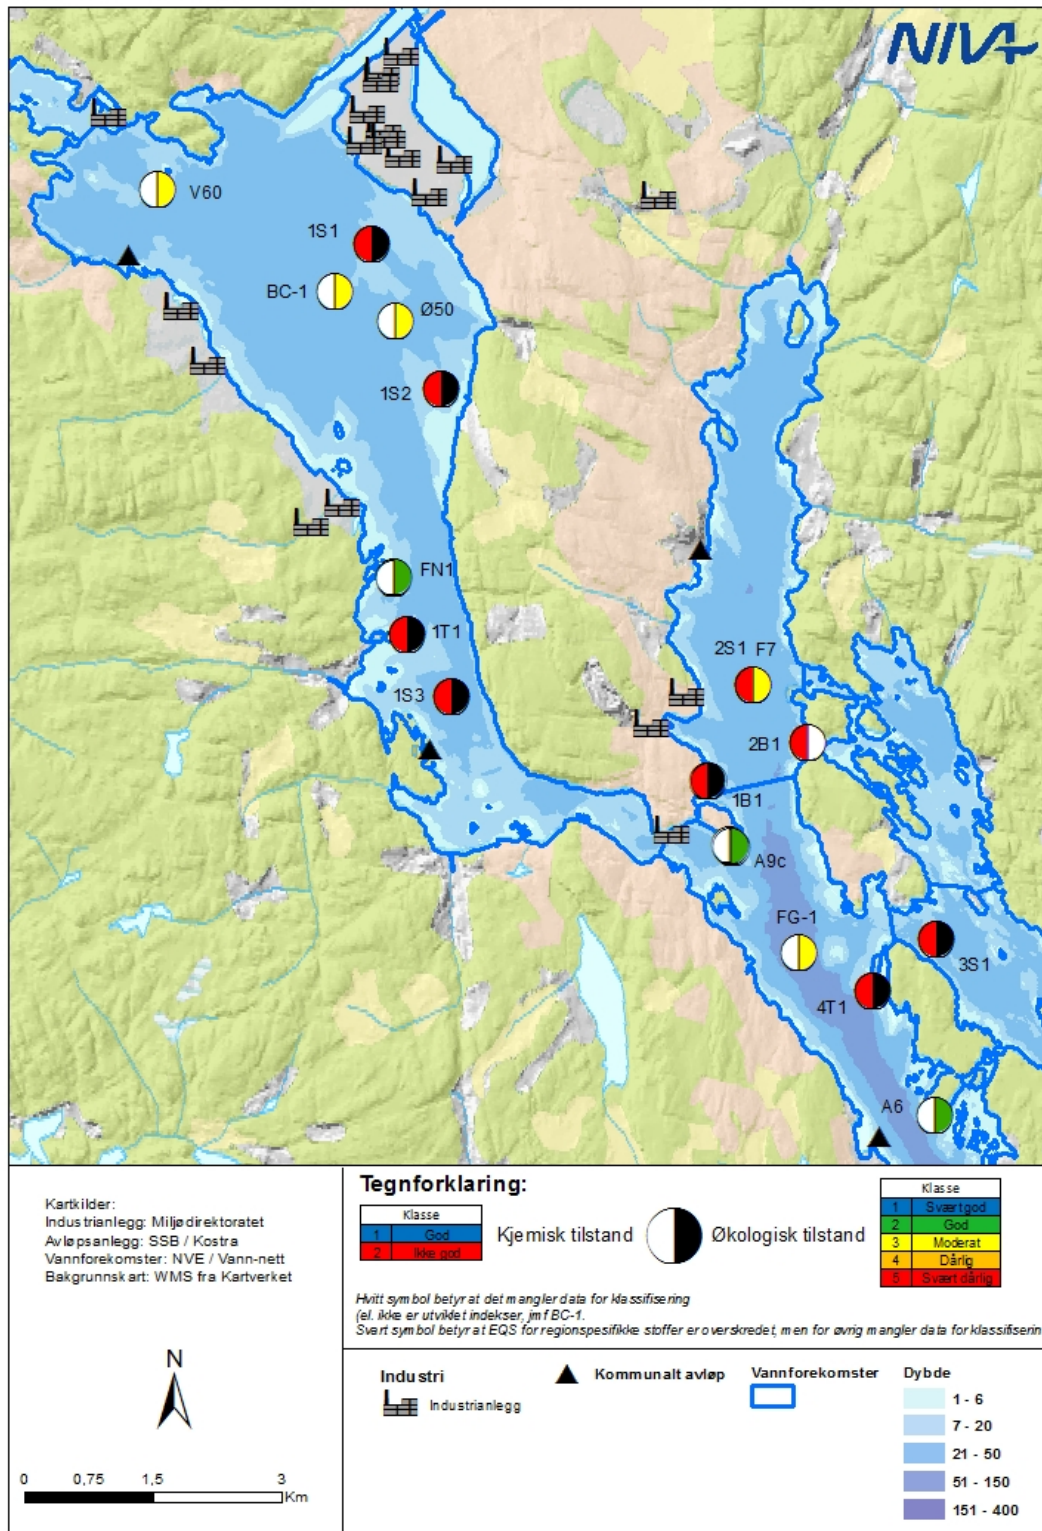 NIVA
V60
1S1
BC-1
Ø50
1S2
FN1
1T1
1S3
2S1 F7
2B1
1B1
A9c
FG-1
3S1
4T1
A6
Kartkilder:
Industrianlegg: Miljødirektoratet
Avløpsanlegg: SSB / Kostra
Vannforekomster: NVE / Vann-nett
Bakgrunnskart: WMS fra Kartverket
N
0 0,75 1,5 3
Km
Tegnforklaring:
Klasse
1 God
2 Ikke god
Kjemisk tilstand
Økologisk tilstand
Klasse
1 Svært god
2 God
3 Moderat
4 Dårlig
5 Svært dårlig
Hvitt symbol betyr at det mangler data for klassifisering
(el. ikke er utviklet indekser, jmf BC-1.
Svart symbol betyr at EQS for regionspesifikke stoffer er overskredet, men for øvrig mangler data for klassifiserin
Industri
Industrianlegg
Kommunalt avløp
Vannforekomster
Dybde
1 - 6
7 - 20
21 - 50
51 - 150
151 - 400